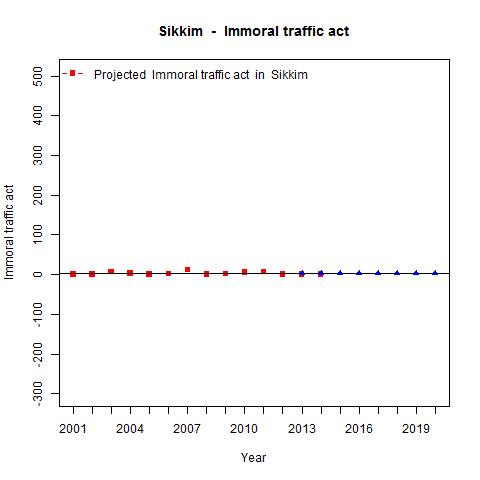 Sikkim - Immoral traffic act
Projected Immoral traffic act in Sikkim
500
400
300
200
100
0
-100
-200
-300
Immoral traffic act
2001 2004 2007 2010 2013 2016 2019
Year